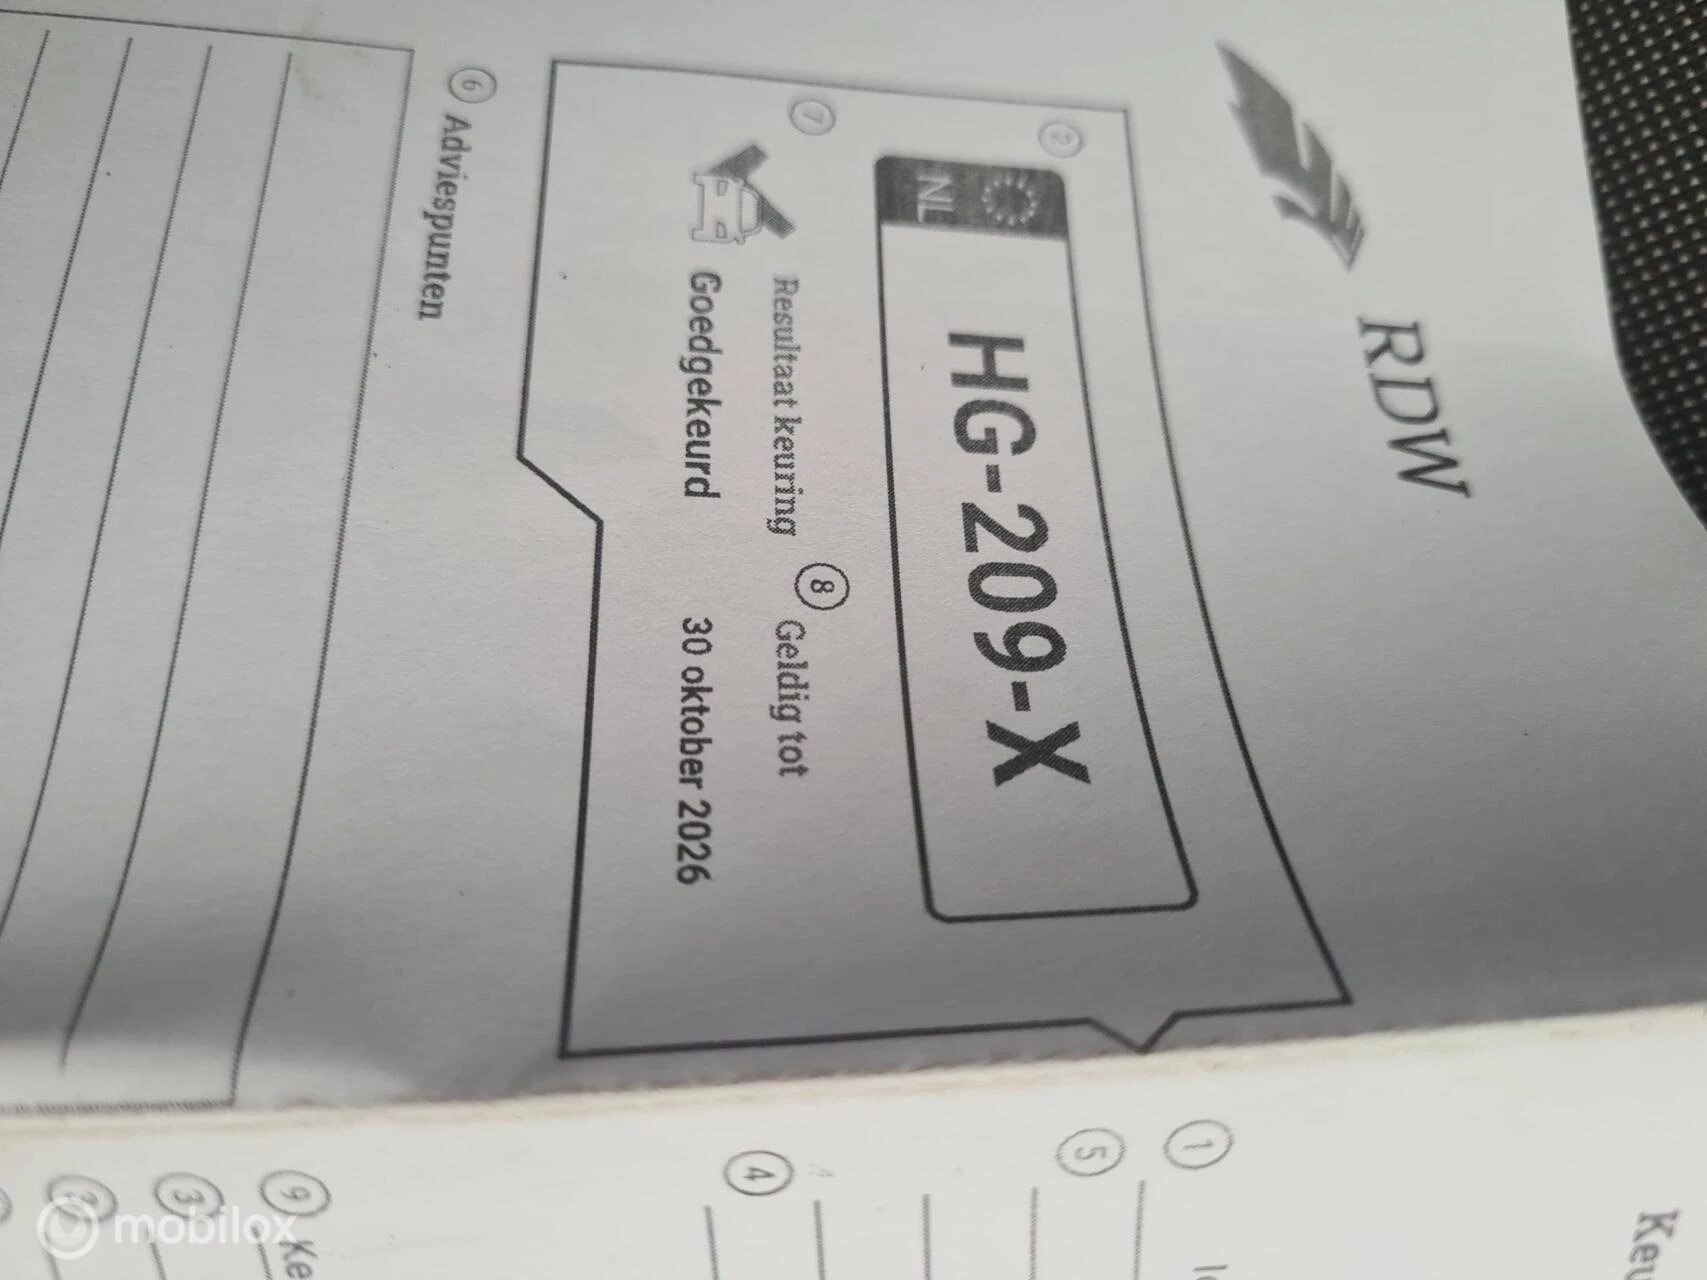 RDW
2
NL
HG-209-X
7 Resultaat keuring
Goedgekeurd
8 Geldig tot
30 oktober 2026
6 Adviespunten
1
5
4
9
3
2
mobilox